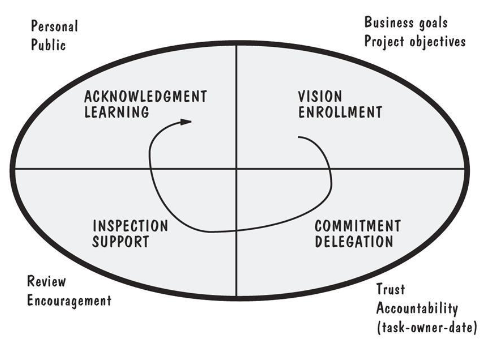 Personal
Public
Business goals
Project objectives
ACKNOWLEDGMENT
LEARNING
VISION
ENROLLMENT
INSPECTION
SUPPORT
COMMITMENT
DELEGATION
Review
Encouragement
Trust
Accountability
(task-owner-date)